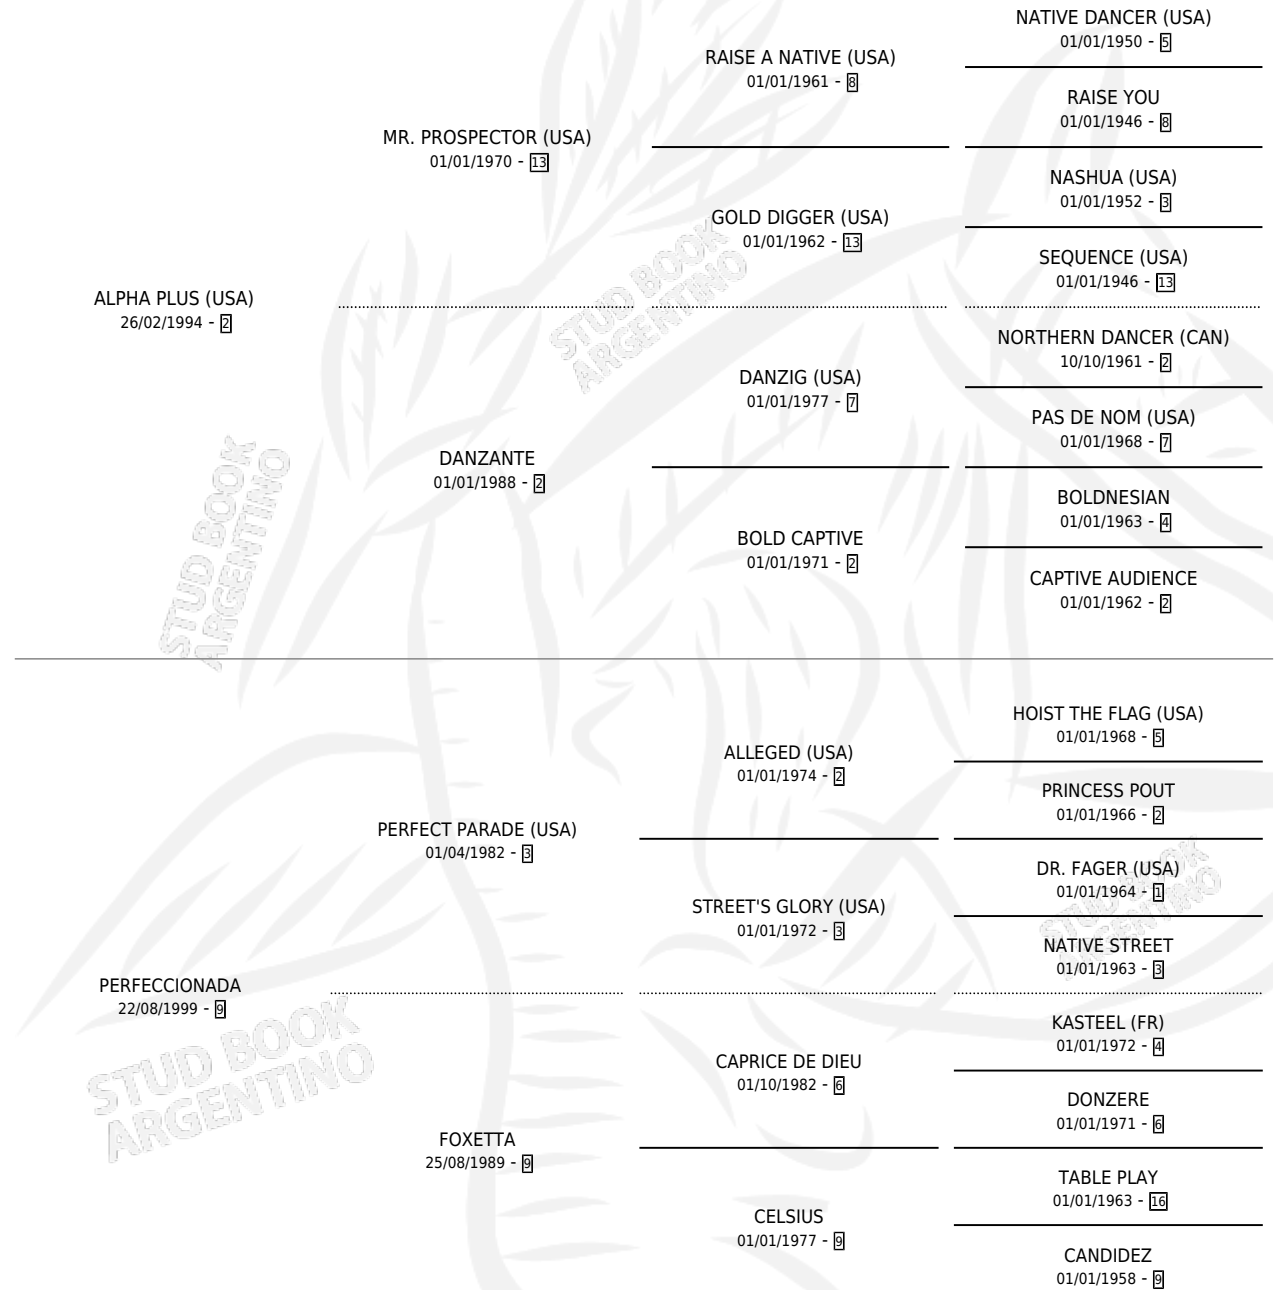 NATIVE DANCER (USA)
01/01/1950 - 5
RAISE A NATIVE (USA)
01/01/1961 - 8
RAISE YOU
01/01/1946 - 8
MR. PROSPECTOR (USA)
01/01/1970 - 13
NASHUA (USA)
01/01/1952 - 3
GOLD DIGGER (USA)
01/01/1962 - 13
SEQUENCE (USA)
01/01/1946 - 13
ALPHA PLUS (USA)
26/02/1994 - 2
NORTHERN DANCER (CAN)
10/10/1961 - 2
DANZIG (USA)
01/01/1977 - 7
PAS DE NOM (USA)
01/01/1968 - 7
DANZANTE
01/01/1988 - 2
BOLDNESIAN
01/01/1963 - 4
BOLD CAPTIVE
01/01/1971 - 2
CAPTIVE AUDIENCE
01/01/1962 - 2
STUD BOOK
ARGENTINO
STUD BOOK
ARGENTINO
HOIST THE FLAG (USA)
01/01/1968 - 5
ALLEGED (USA)
01/01/1974 - 2
PRINCESS POUT
01/01/1966 - 2
PERFECT PARADE (USA)
01/04/1982 - 3
DR. FAGER (USA)
01/01/1964 - 1
STREET'S GLORY (USA)
01/01/1972 - 3
NATIVE STREET
01/01/1963 - 3
STUD BOOK
ARGENTINO
PERFECCIONADA
22/08/1999 - 9
KASTEEL (FR)
01/01/1972 - 4
CAPRICE DE DIEU
01/10/1982 - 6
DONZERE
01/01/1971 - 6
STUD BOOK
ARGENTINO
FOXETTA
25/08/1989 - 9
TABLE PLAY
01/01/1963 - 16
CELSIUS
01/01/1977 - 9
CANDIDEZ
01/01/1958 - 9